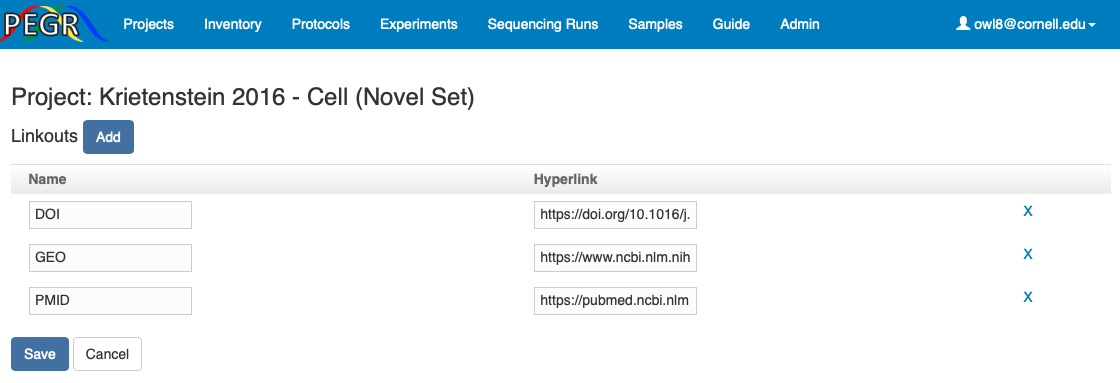 PEGR Projects Inventory Protocols Experiments Sequencing Runs Samples Guide Admin owl8@cornell.edu
Project: Krietenstein 2016 - Cell (Novel Set)
Linkouts Add
Name Hyperlink
DOI https://doi.org/10.1016/j. X
GEO https://www.ncbi.nlm.nih X
PMID https://pubmed.ncbi.nlm X
Save Cancel